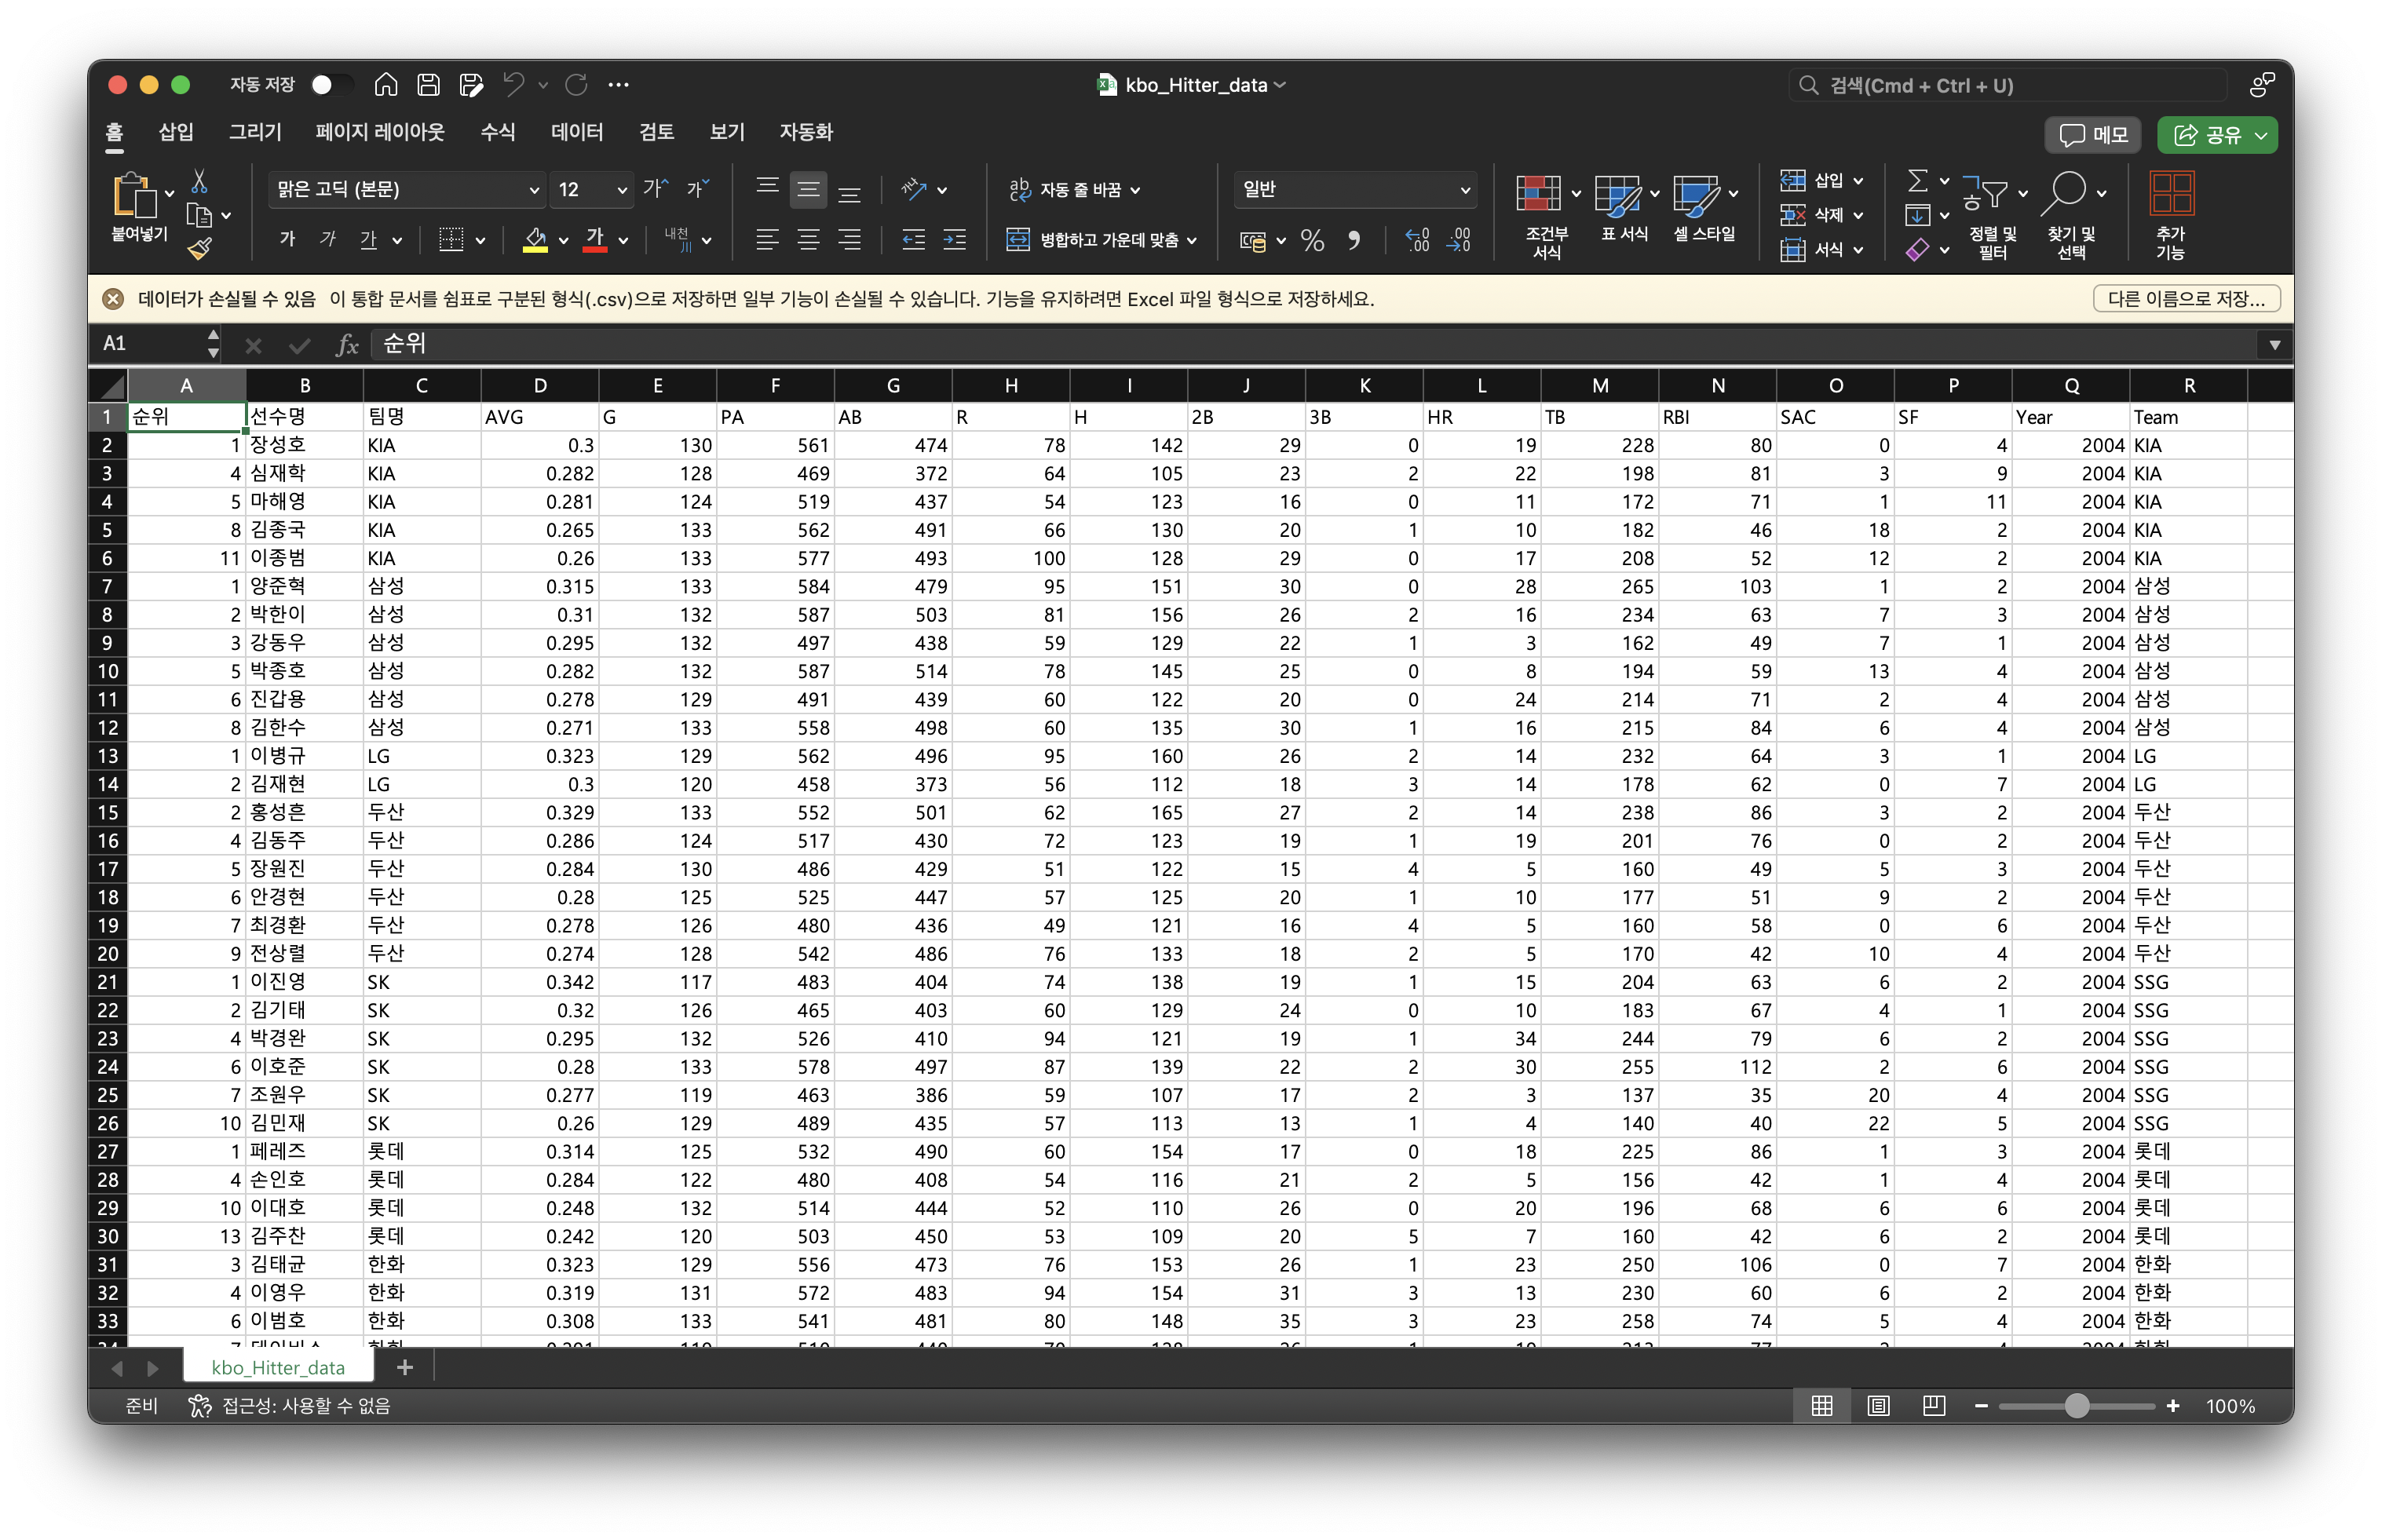 자동 저장
kbo_Hitter_data
검색(Cmd + Ctrl + U)
홈 삽입 그리기 페이지 레이아웃 수식 데이터 검토 보기 자동화
메모
공유
붙여넣기
맑은 고딕 (본문) 12 가 가
가 가 가 가 내천 川
ab c 자동 줄 바꿈
병합하고 가운데 맞춤
일반
% 0 .00 .00 0
조건부 서식
표 서식
셀 스타일
삽입
삭제
서식
정렬 및 필터
찾기 및 선택
추가 기능
데이터가 손실될 수 있음 이 통합 문서를 쉼표로 구분된 형식(.csv)으로 저장하면 일부 기능이 손실될 수 있습니다. 기능을 유지하려면 Excel 파일 형식으로 저장하세요.
다른 이름으로 저장...
A1 fx 순위
A B C D E F G H I J K L M N O P Q R
1 순위 선수명 팀명 AVG G PA AB R H 2B 3B HR TB RBI SAC SF Year Team
2 1 장성호 KIA 0.3 130 561 474 78 142 29 0 19 228 80 0 4 2004 KIA
3 4 심재학 KIA 0.282 128 469 372 64 105 23 2 22 198 81 3 9 2004 KIA
4 5 마해영 KIA 0.281 124 519 437 54 123 16 0 11 172 71 1 11 2004 KIA
5 8 김종국 KIA 0.265 133 562 491 66 130 20 1 10 182 46 18 2 2004 KIA
6 11 이종범 KIA 0.26 133 577 493 100 128 29 0 17 208 52 12 2 2004 KIA
7 1 양준혁 삼성 0.315 133 584 479 95 151 30 0 28 265 103 1 2 2004 삼성
8 2 박한이 삼성 0.31 132 587 503 81 156 26 2 16 234 63 7 3 2004 삼성
9 3 강동우 삼성 0.295 132 497 438 59 129 22 1 3 162 49 7 1 2004 삼성
10 5 박종호 삼성 0.282 132 587 514 78 145 25 0 8 194 59 13 4 2004 삼성
11 6 진갑용 삼성 0.278 129 491 439 60 122 20 0 24 214 71 2 4 2004 삼성
12 8 김한수 삼성 0.271 133 558 498 60 135 30 1 16 215 84 6 4 2004 삼성
13 1 이병규 LG 0.323 129 562 496 95 160 26 2 14 232 64 3 1 2004 LG
14 2 김재현 LG 0.3 120 458 373 56 112 18 3 14 178 62 0 7 2004 LG
15 2 홍성흔 두산 0.329 133 552 501 62 165 27 2 14 238 86 3 2 2004 두산
16 4 김동주 두산 0.286 124 517 430 72 123 19 1 19 201 76 0 2 2004 두산
17 5 장원진 두산 0.284 130 486 429 51 122 15 4 5 160 49 5 3 2004 두산
18 6 안경현 두산 0.28 125 525 447 57 125 20 1 10 177 51 9 2 2004 두산
19 7 최경환 두산 0.278 126 480 436 49 121 16 4 5 160 58 0 6 2004 두산
20 9 전상렬 두산 0.274 128 542 486 76 133 18 2 5 170 42 10 4 2004 두산
21 1 이진영 SK 0.342 117 483 404 74 138 19 1 15 204 63 6 2 2004 SSG
22 2 김기태 SK 0.32 126 465 403 60 129 24 0 10 183 67 4 1 2004 SSG
23 4 박경완 SK 0.295 132 526 410 94 121 19 1 34 244 79 6 2 2004 SSG
24 6 이호준 SK 0.28 133 578 497 87 139 22 2 30 255 112 2 6 2004 SSG
25 7 조원우 SK 0.277 119 463 386 59 107 17 2 3 137 35 20 4 2004 SSG
26 10 김민재 SK 0.26 129 489 435 57 113 13 1 4 140 40 22 5 2004 SSG
27 1 페레즈 롯데 0.314 125 532 490 60 154 17 0 18 225 86 1 3 2004 롯데
28 4 손인호 롯데 0.284 122 480 408 54 116 21 2 5 156 42 1 4 2004 롯데
29 10 이대호 롯데 0.248 132 514 444 52 110 26 0 20 196 68 6 6 2004 롯데
30 13 김주찬 롯데 0.242 120 503 450 53 109 20 5 7 160 42 6 2 2004 롯데
31 3 김태균 한화 0.323 129 556 473 76 153 26 1 23 250 106 0 7 2004 한화
32 4 이영우 한화 0.319 131 572 483 94 154 31 3 13 230 60 6 2 2004 한화
33 6 이범호 한화 0.308 133 541 481 80 148 35 3 23 258 74 5 4 2004 한화
kbo_Hitter_data
준비 접근성: 사용할 수 없음 100%